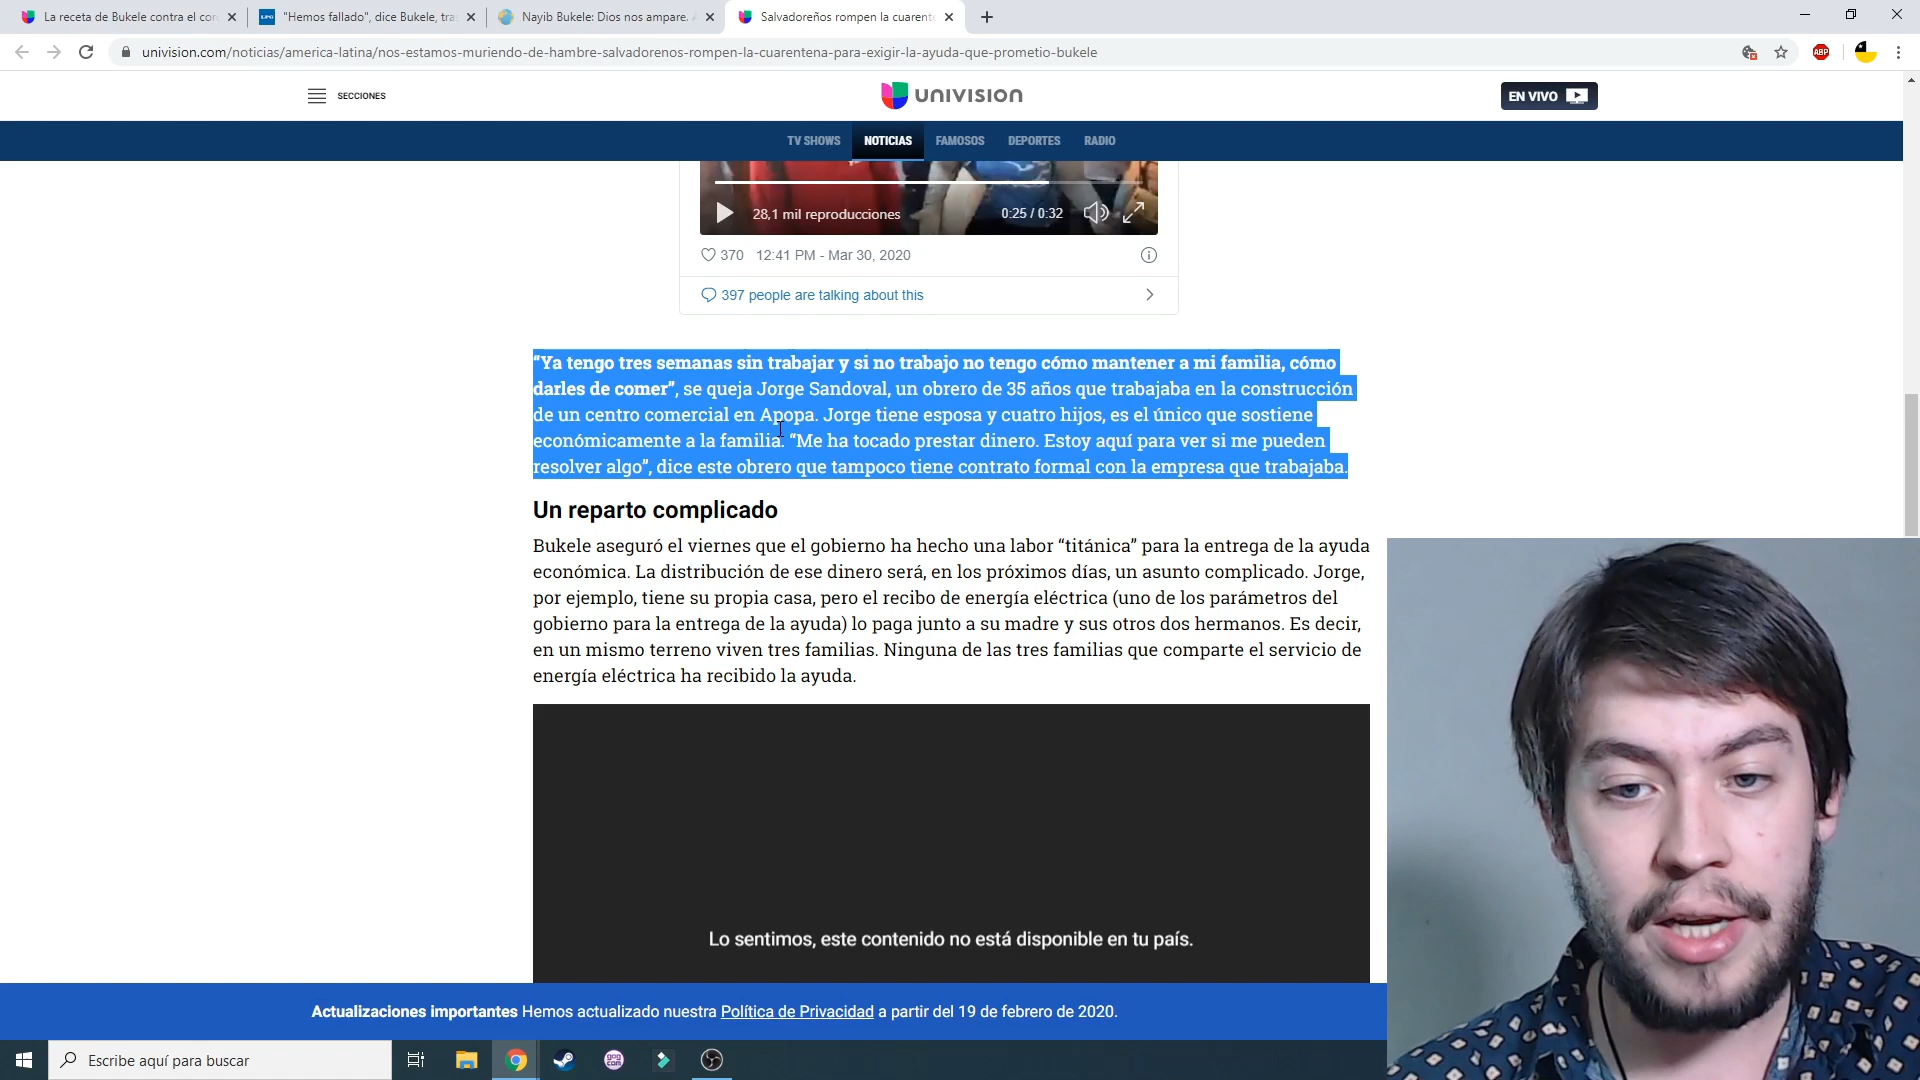 La receta de Bukele contra el cor
"Hemos fallado", dice Bukele, tra
Nayib Bukele: Dios nos ampare.
Salvadoreños rompen la cuarent
univision.com/noticias/america-latina/nos-estamos-muriendo-de-hambre-salvadorenos-rompen-la-cuarentena-para-exigir-la-ayuda-que-prometio-bukele
ABP
SECCIONES
univision
EN VIVO
TV SHOWS NOTICIAS FAMOSOS DEPORTES RADIO
28,1 mil reproducciones 0:25 / 0:32
370 12:41 PM - Mar 30, 2020
397 people are talking about this
“Ya tengo tres semanas sin trabajar y si no trabajo no tengo cómo mantener a mi familia, cómo
darles de comer”, se queja Jorge Sandoval, un obrero de 35 años que trabajaba en la construcción
de un centro comercial en Apopa. Jorge tiene esposa y cuatro hijos, es el único que sostiene
económicamente a la familia. “Me ha tocado prestar dinero. Estoy aquí para ver si me pueden
resolver algo”, dice este obrero que tampoco tiene contrato formal con la empresa que trabajaba.
Un reparto complicado
Bukele aseguró el viernes que el gobierno ha hecho una labor “titánica” para la entrega de la ayuda
económica. La distribución de ese dinero será, en los próximos días, un asunto complicado. Jorge,
por ejemplo, tiene su propia casa, pero el recibo de energía eléctrica (uno de los parámetros del
gobierno para la entrega de la ayuda) lo paga junto a su madre y sus otros dos hermanos. Es decir,
en un mismo terreno viven tres familias. Ninguna de las tres familias que comparte el servicio de
energía eléctrica ha recibido la ayuda.
Lo sentimos, este contenido no está disponible en tu país.
Actualizaciones importantes Hemos actualizado nuestra Política de Privacidad a partir del 19 de febrero de 2020.
Escribe aquí para buscar
gog
com